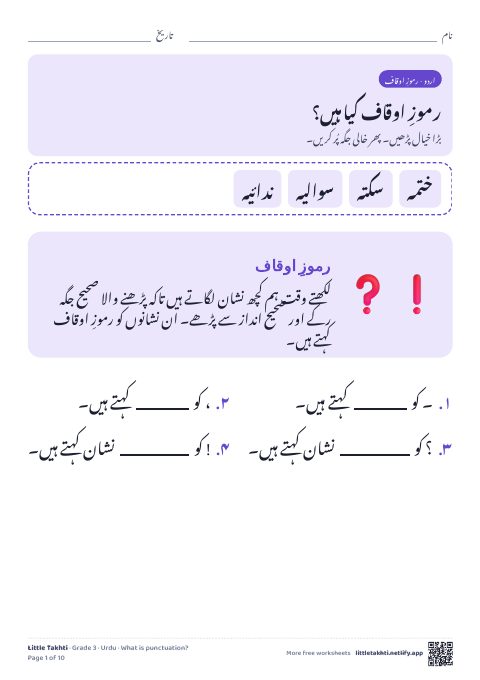 نام ______________ تاریخ ______________
اردو · رموزِ اوقاف
رموزِ اوقاف کیا ہیں؟
بڑا خیال پڑھیں۔ پھر خالی جگہ پُر کریں۔
ختمہ سکتہ سوالیہ ندائیہ
رموزِ اوقاف
لکھتے وقت ہم کچھ نشان لگاتے ہیں تاکہ پڑھنے والا صحیح جگہ
رکے اور صحیح انداز سے پڑھے۔ ان نشانوں کو رموزِ اوقاف
کہتے ہیں۔
۱. ۔ کو ______ کہتے ہیں۔
۲. ، کو ______ کہتے ہیں۔
۳. ؟ کو ______ نشان کہتے ہیں۔
۴. ! کو ______ نشان کہتے ہیں۔
Little Takhti · Grade 3 · Urdu · What is punctuation?
Page 1 of 10
More free worksheets littletakhti.netlify.app